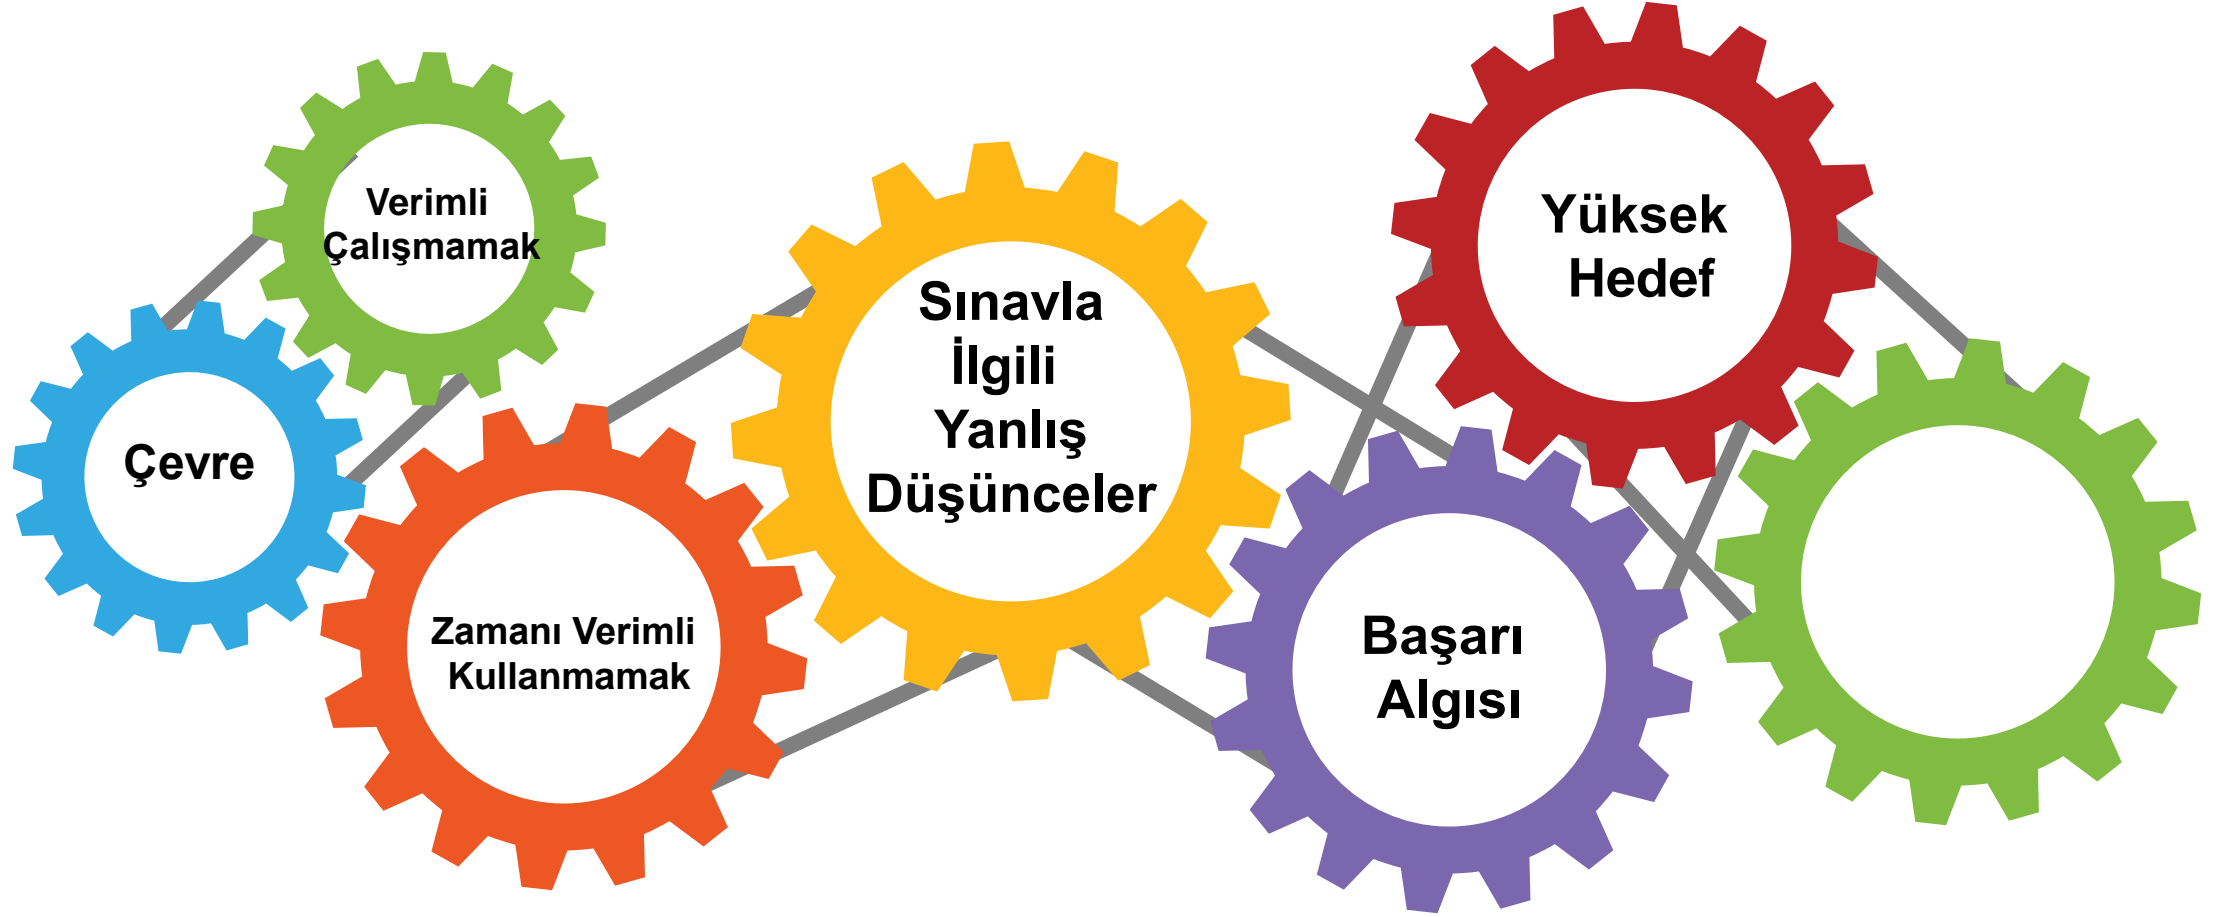 Verimli
Çalışmamak
Çevre
Zamanı Verimli
Kullanmamak
Sınavla
İlgili
Yanlış
Düşünceler
Yüksek
Hedef
Başarı
Algısı